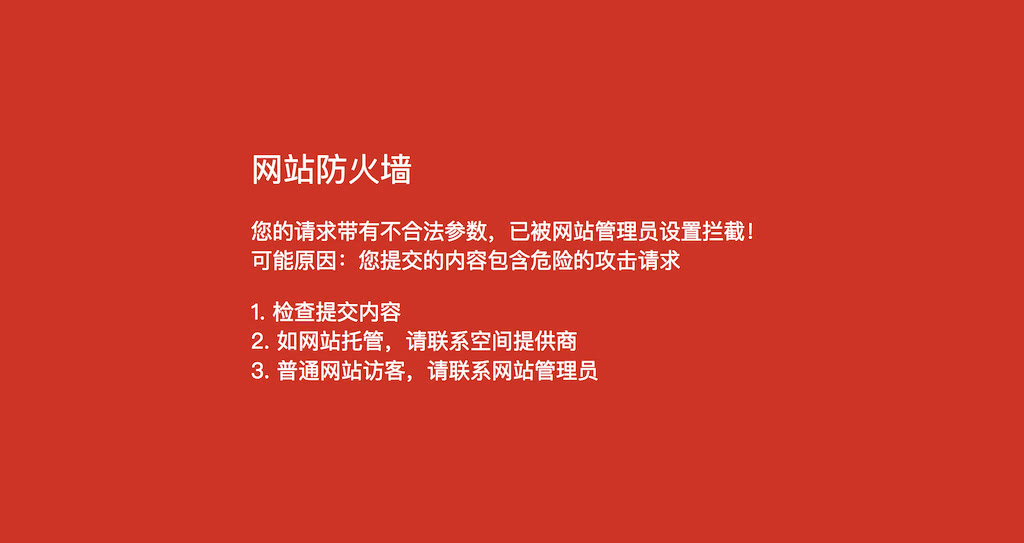 网站防火墙
您的请求带有不合法参数，已被网站管理员设置拦截！
可能原因：您提交的内容包含危险的攻击请求
1. 检查提交内容
2. 如网站托管，请联系空间提供商
3. 普通网站访客，请联系网站管理员